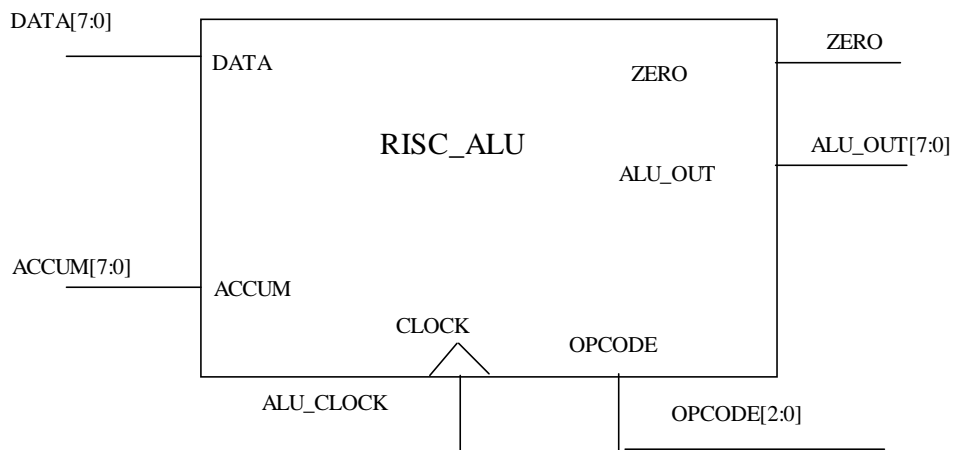 DATA[7:0]
ZERO
DATA
ZERO
RISC_ALU
ALU_OUT[7:0]
ALU_OUT
ACCUM[7:0]
ACCUM
CLOCK
OPCODE
ALU_CLOCK
OPCODE[2:0]